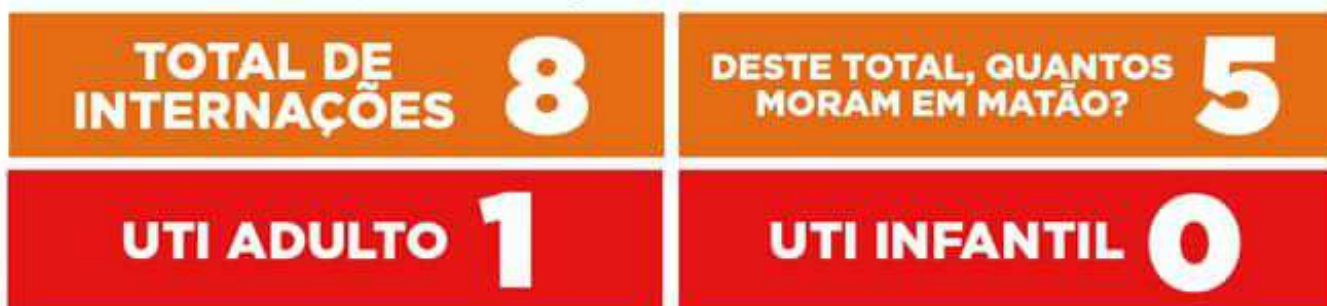 TOTAL DE
INTERNAÇÕES 8
DESTE TOTAL, QUANTOS
MORAM EM MATÃO? 5
UTI ADULTO 1
UTI INFANTIL 0